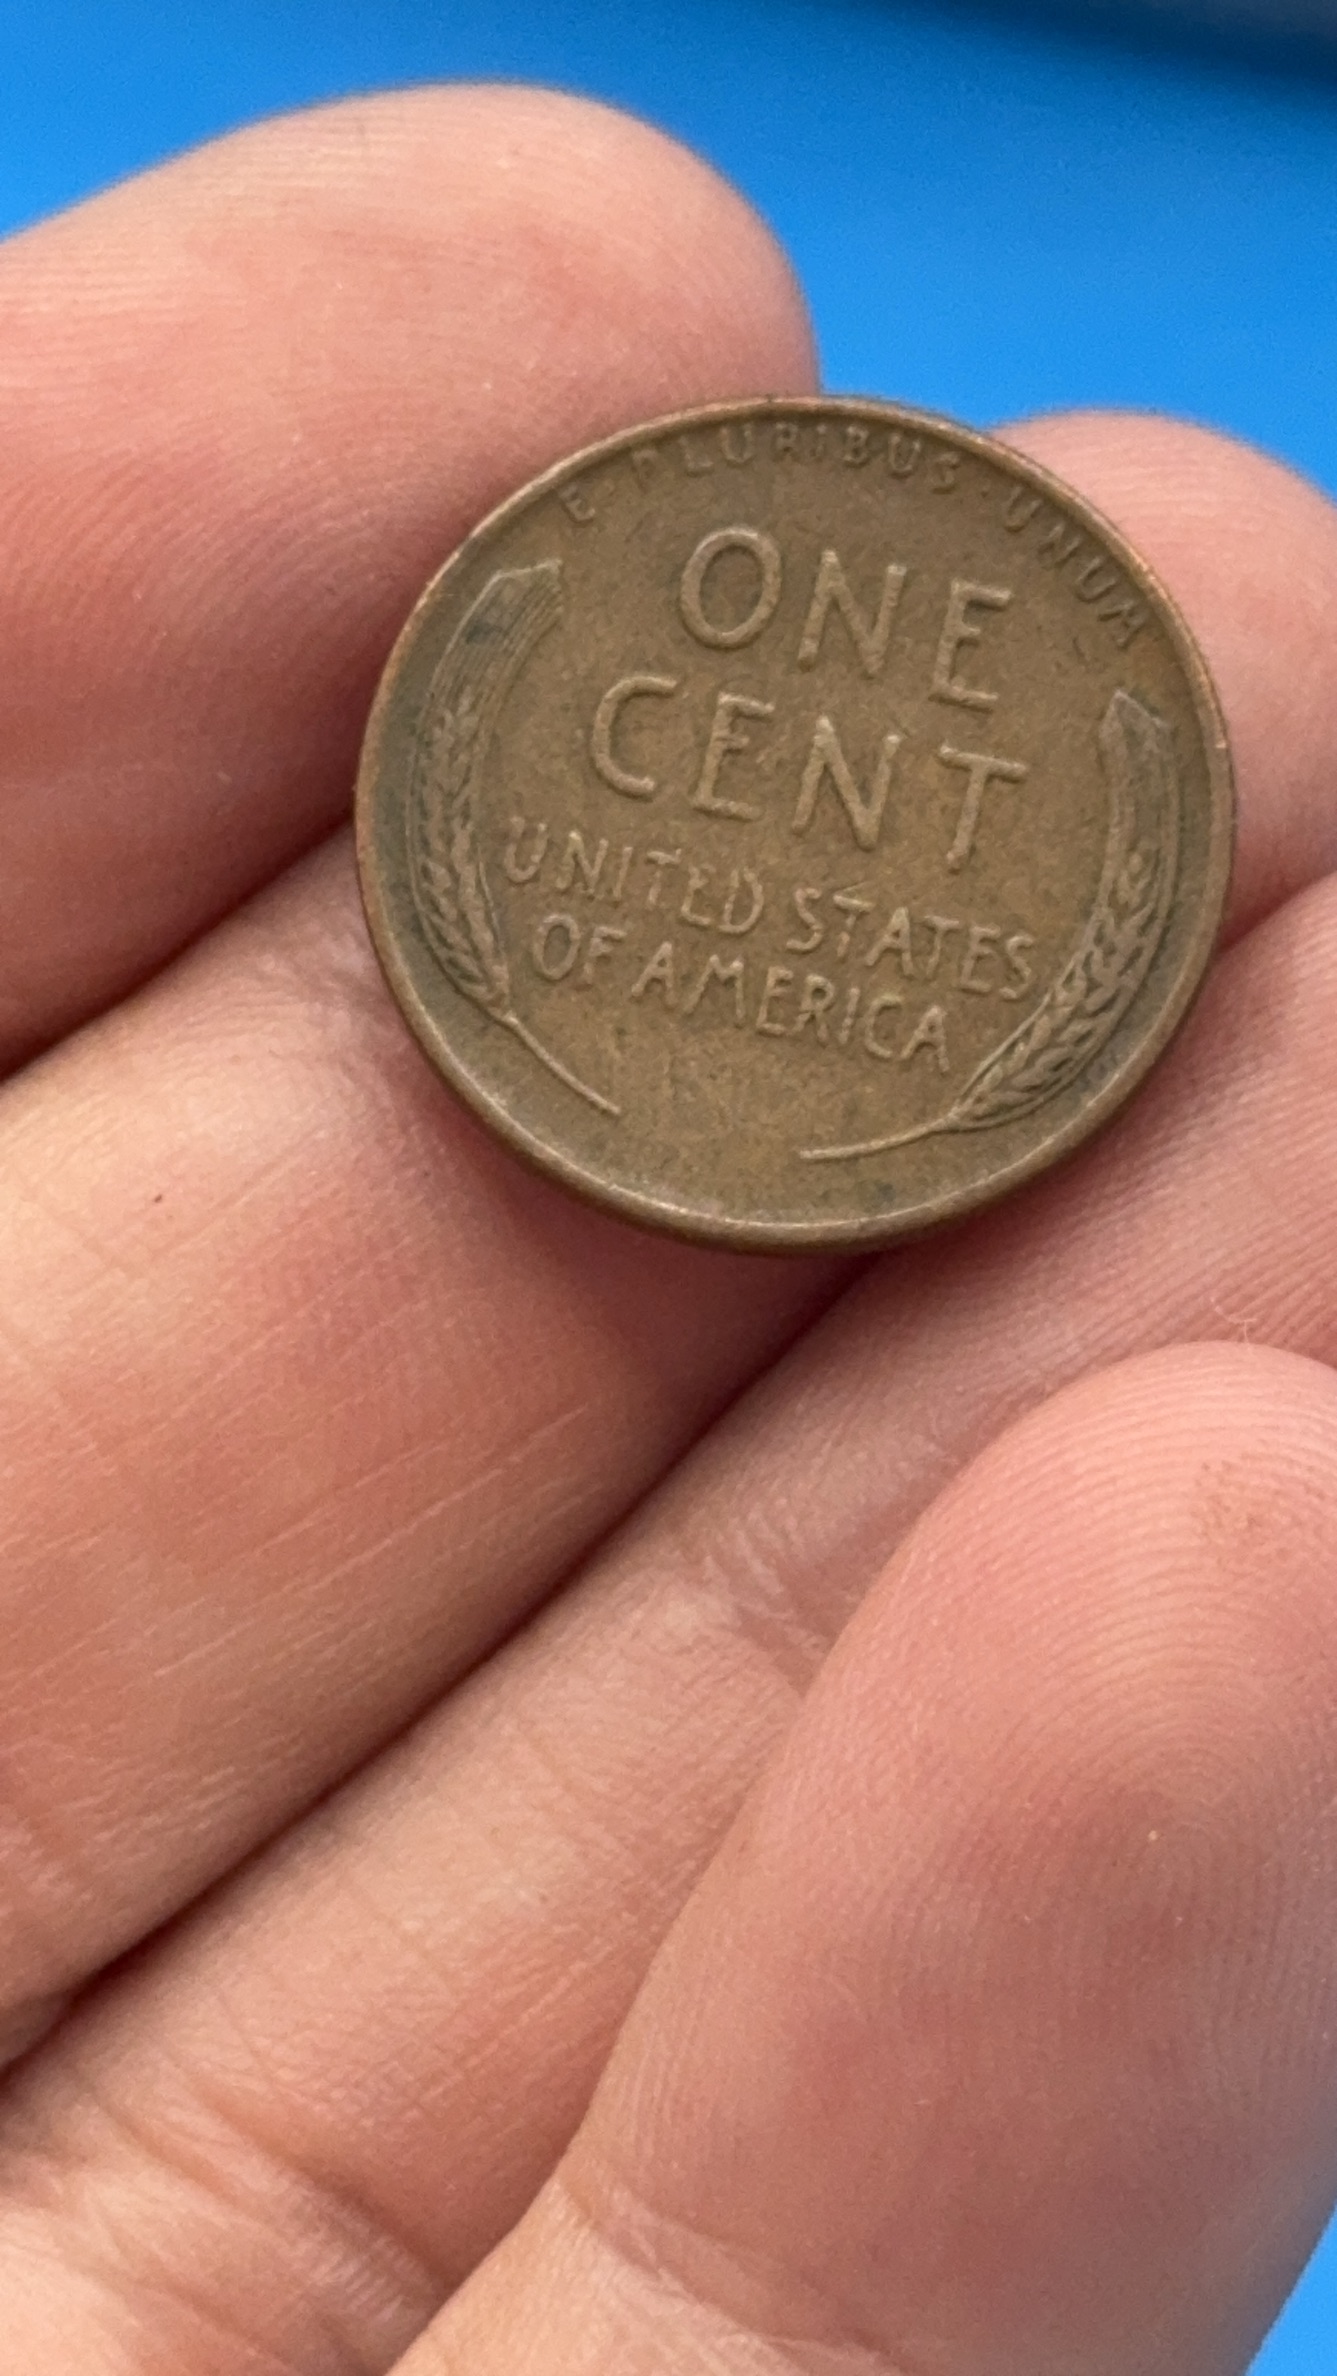 E · PLURIBUS · UNUM
ONE
CENT
UNITED STATES
OF AMERICA